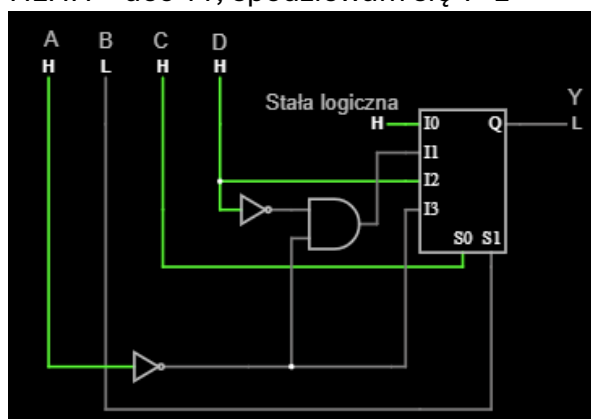 A B C D
H L H H
Stała logiczna
Y
H I0 Q L
I1
I2
I3
S0 S1